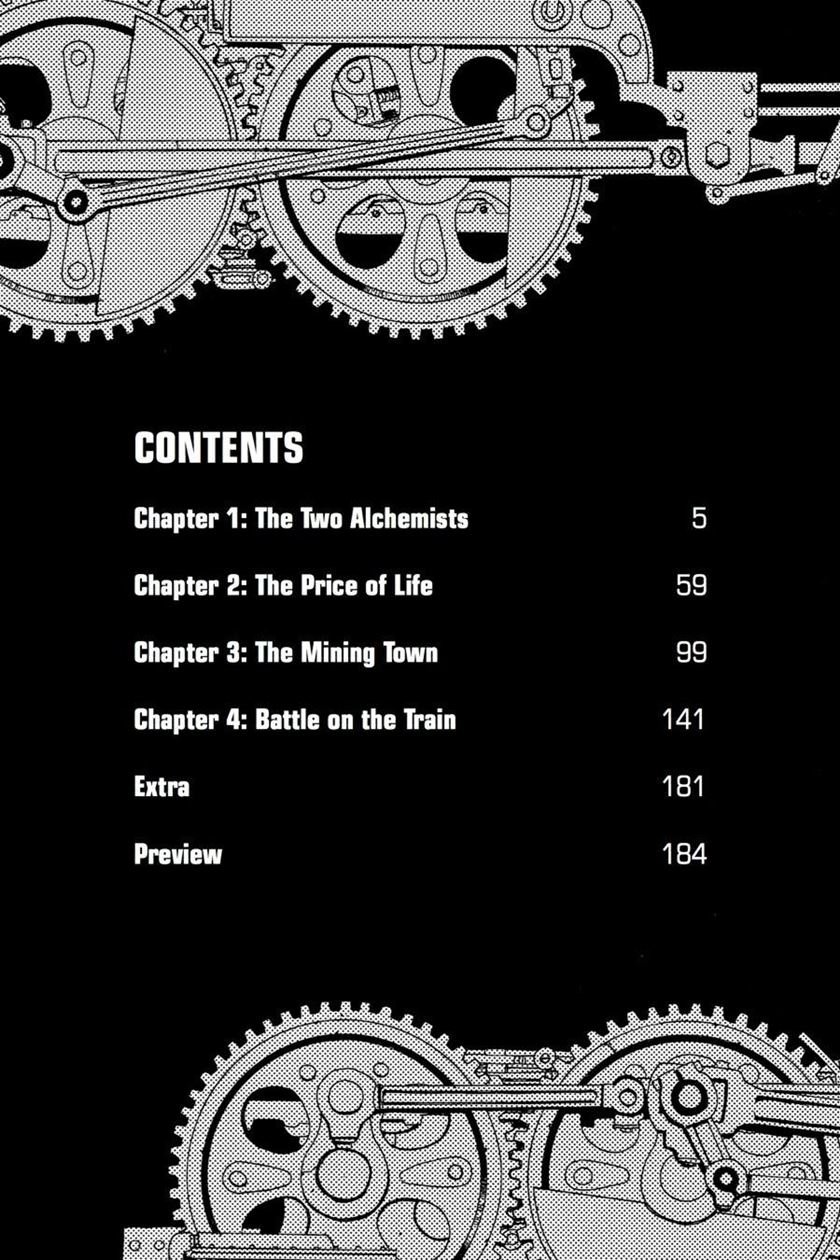 CONTENTS
Chapter 1: The Two Alchemists 5
Chapter 2: The Price of Life 59
Chapter 3: The Mining Town 99
Chapter 4: Battle on the Train 141
Extra 181
Preview 184